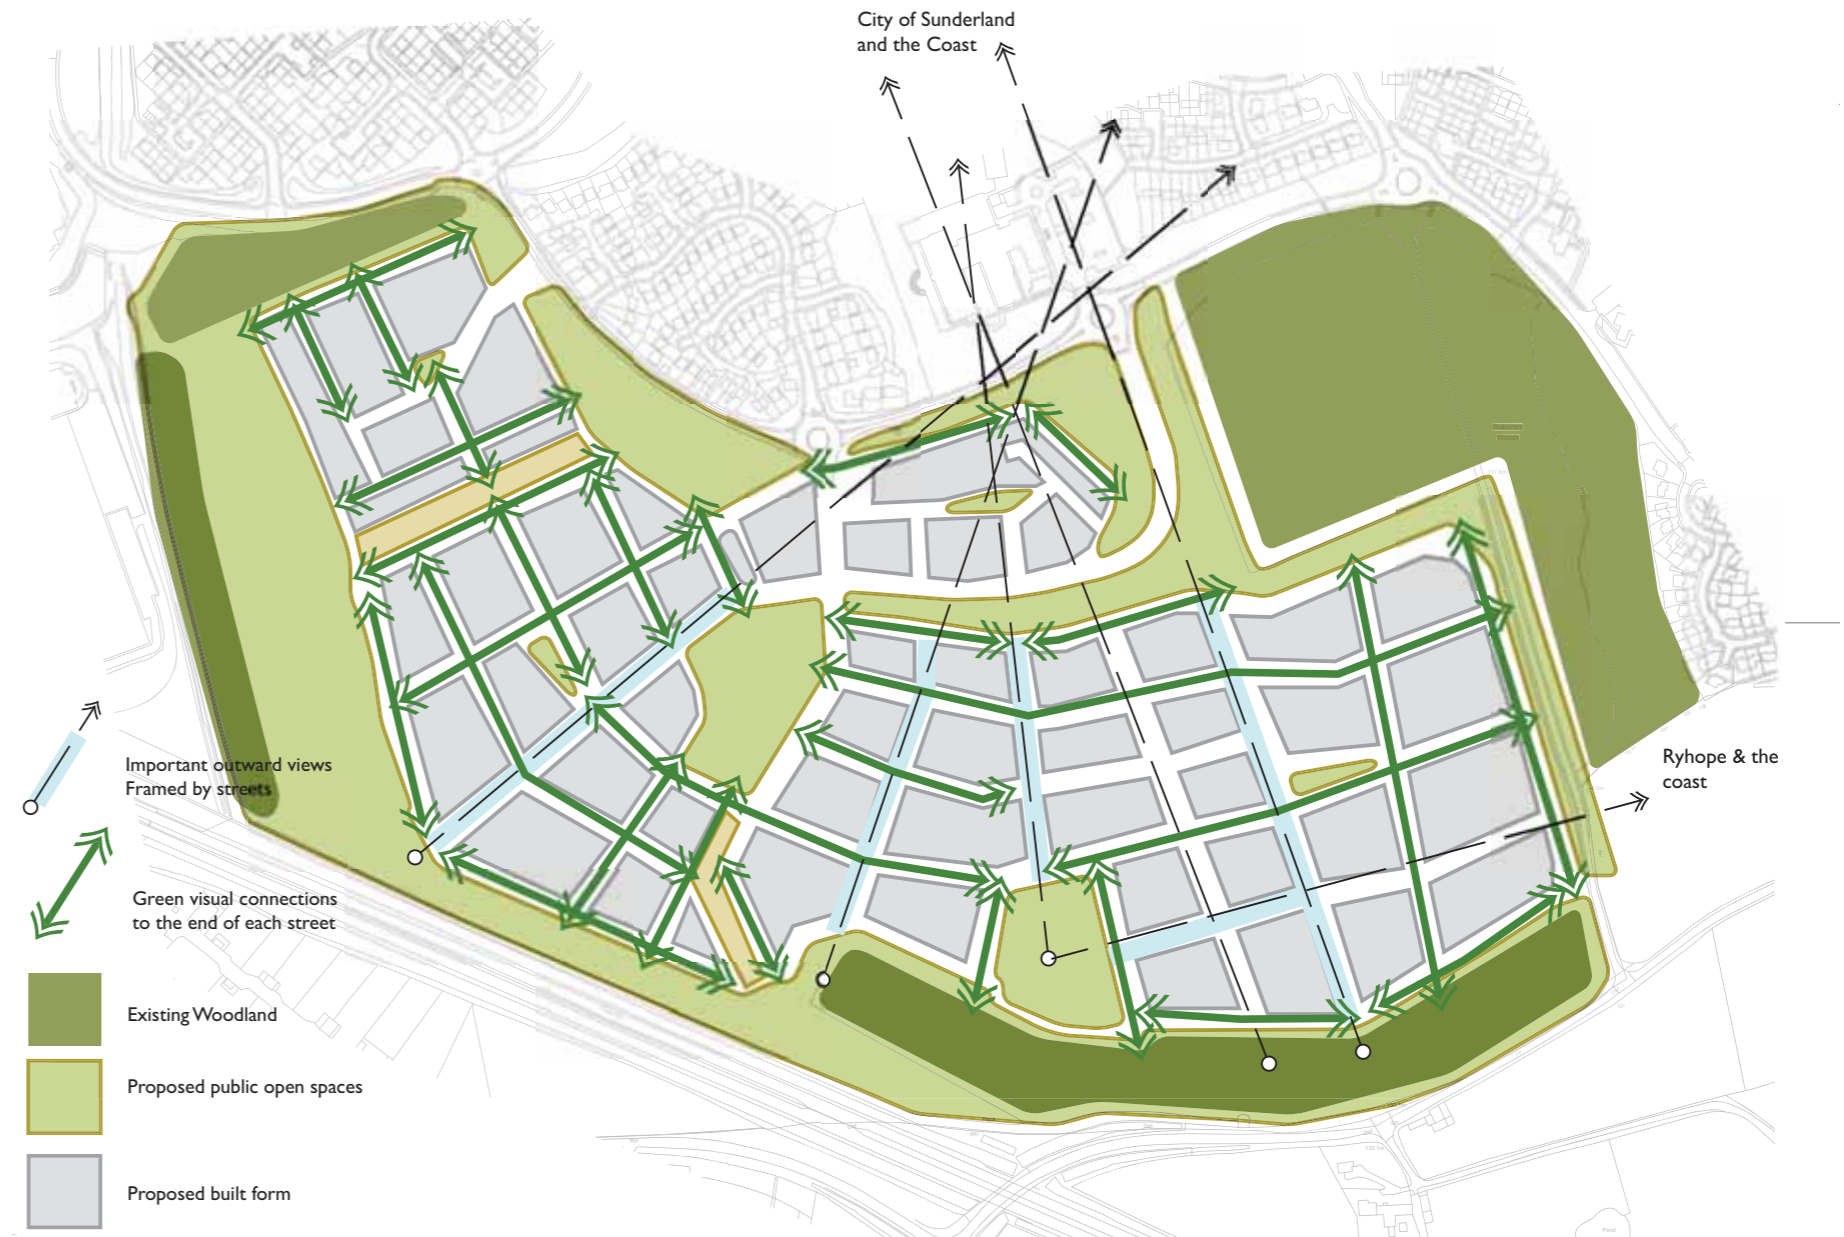 City of Sunderland
and the Coast
Ryhope & the
coast
Important outward views
Framed by streets
Green visual connections
to the end of each street
Existing Woodland
Proposed public open spaces
Proposed built form
Pond